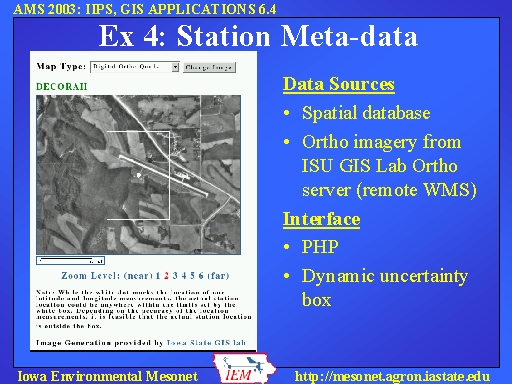 AMS 2003: IIPS, GIS APPLICATIONS 6.4
Ex 4: Station Meta-data
Map Type: Digital Ortho Quads Change Image
DECORAH
Zoom Level: (near) 1 2 3 4 5 6 (far)
Note: While the white dot marks the location of our
latitude and longitude measurements, the actual station
location could be anywhere within the limits set by the
white box. Depending on the accuracy of the location
measurements, it is feasible that the actual station location
is outside the box.
Image Generation provided by Iowa State GIS lab
Data Sources
• Spatial database
• Ortho imagery from
ISU GIS Lab Ortho
server (remote WMS)
Interface
• PHP
• Dynamic uncertainty
box
Iowa Environmental Mesonet
IEM
http://mesonet.agron.iastate.edu